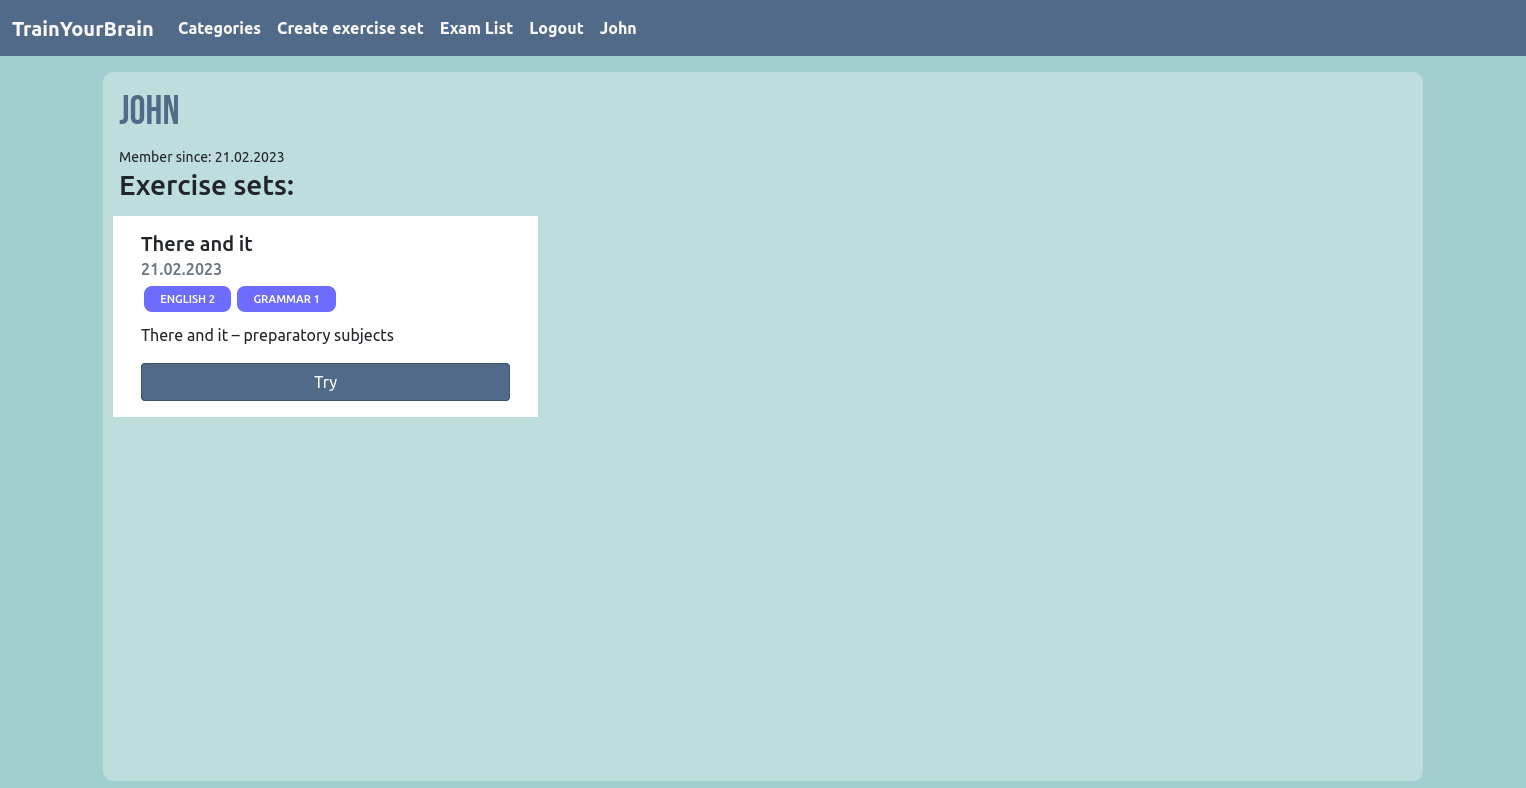 TrainYourBrain Categories Create exercise set Exam List Logout John
JOHN
Member since: 21.02.2023
Exercise sets:
There and it
21.02.2023
ENGLISH 2 GRAMMAR 1
There and it – preparatory subjects
Try